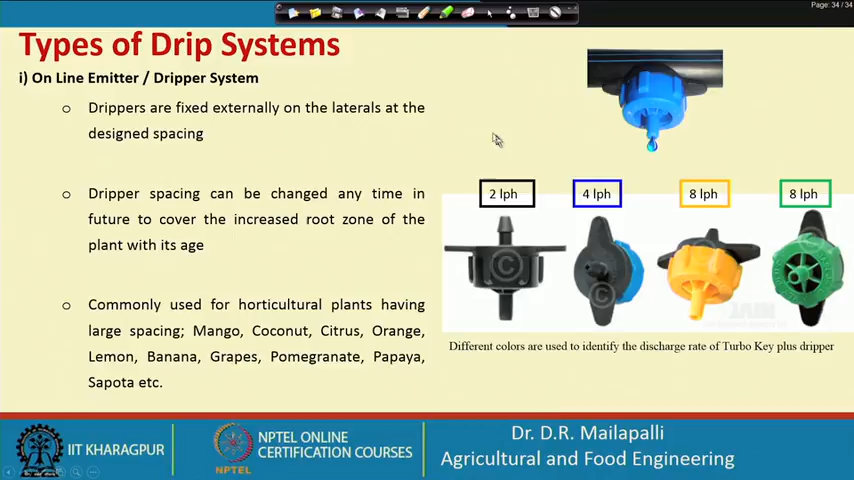 Page: 34 / 34
Types of Drip Systems
i) On Line Emitter / Dripper System
o Drippers are fixed externally on the laterals at the
designed spacing
o Dripper spacing can be changed any time in
future to cover the increased root zone of the
plant with its age
o Commonly used for horticultural plants having
large spacing; Mango, Coconut, Citrus, Orange,
Lemon, Banana, Grapes, Pomegranate, Papaya,
Sapota etc.
2 lph
4 lph
8 lph
8 lph
©
©
©
©
JAIN
Different colors are used to identify the discharge rate of Turbo Key plus dripper
IIT KHARAGPUR
NPTEL
NPTEL ONLINE
CERTIFICATION COURSES
Dr. D.R. Mailapalli
Agricultural and Food Engineering